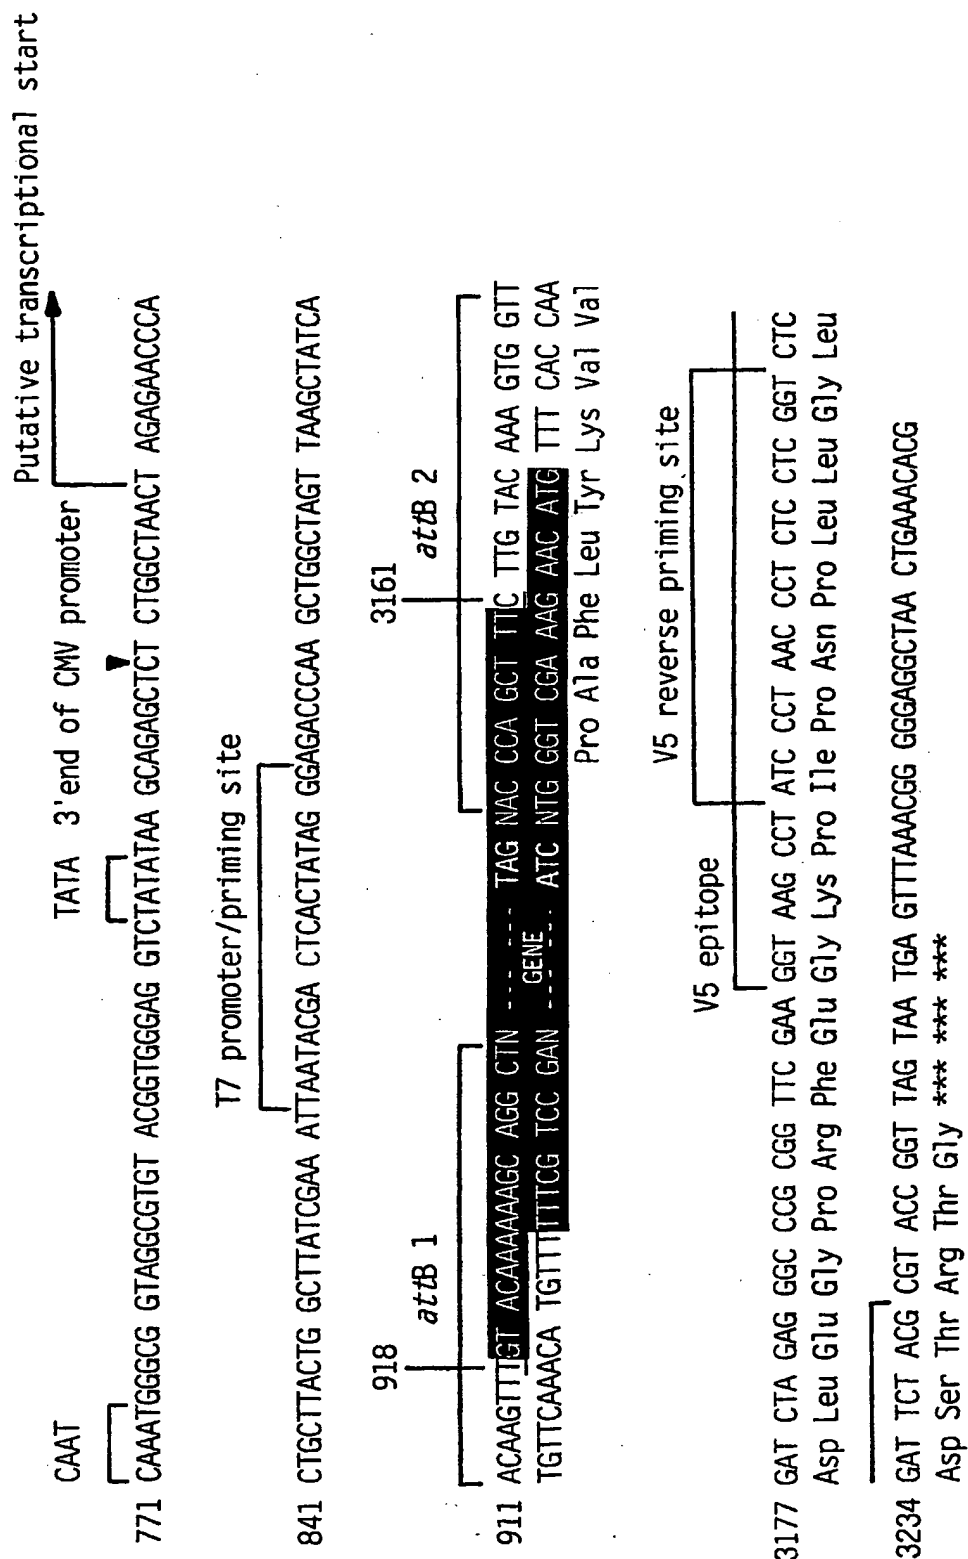 Putative transcriptional start
CAAT TATA 3'end of CMV promoter
771 CAAATGGGCG GTAGGCGTGT ACGGTGGGAG GTCTATATAA GCAGAGCTCT CTGGCTAACT AGAGAACCCA
T7 promoter/priming site
841 CTGCTTACTG GCTTATCGAA ATTAATACGA CTCACTATAG GGAGACCCAA GCTGGCTAGT TAAGCTATCA
918 3161
attB 1 attB 2
911 ACAAGTTTGT ACAAAAAAGC AGG CTN --- --- TAG NAC CCA GCT TTC TTG TAC AAA GTG GTT
GENE
TGTTCAAACA TGTTTTTTCG TCC GAN --- --- ATC NTG GGT CGA AAG AAC ATG TTT CAC CAA
Pro Ala Phe Leu Tyr Lys Val Val
V5 epitope V5 reverse priming site
3177 GAT CTA GAG GGC CCG CGG TTC GAA GGT AAG CCT ATC CCT AAC CCT CTC CTC GGT CTC
Asp Leu Glu Gly Pro Arg Phe Glu Gly Lys Pro Ile Pro Asn Pro Leu Leu Gly Leu
3234 GAT TCT ACG CGT ACC GGT TAG TAA TGA GTTTAAACGG GGGAGGCTAA CTGAAACACG
Asp Ser Thr Arg Thr Gly *** *** ***